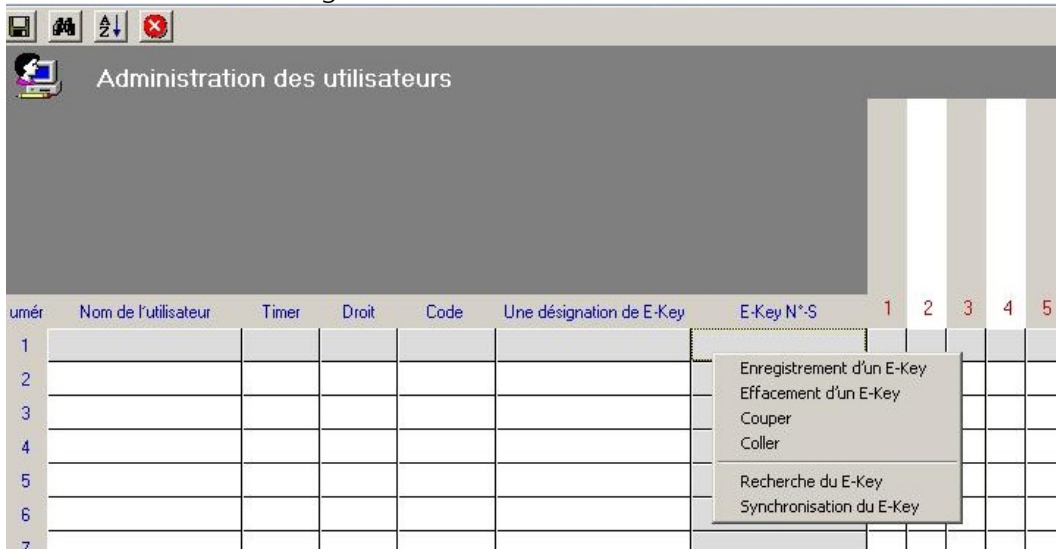 Administration des utilisateurs
umér Nom de l'utilisateur Timer Droit Code Une désignation de E-Key E-Key N°-S 1 2 3 4 5
1
Enregistrement d'un E-Key
2
Effacement d'un E-Key
3
Couper
4
Coller
5
Recherche du E-Key
6
Synchronisation du E-Key
7